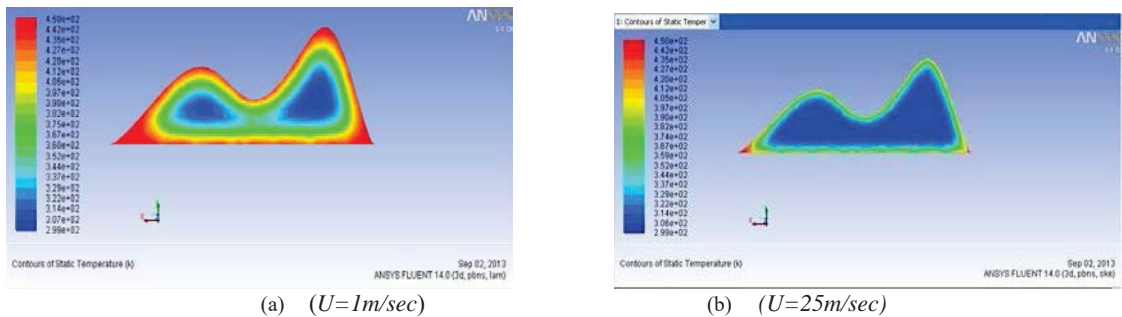 4.50e+02
4.42e+02
4.35e+02
4.27e+02
4.20e+02
4.12e+02
4.05e+02
3.97e+02
3.90e+02
3.82e+02
3.75e+02
3.67e+02
3.60e+02
3.52e+02
3.44e+02
3.37e+02
3.29e+02
3.22e+02
3.14e+02
3.07e+02
2.99e+02
Contours of Static Temperature (k)
Sep 02, 2013
ANSYS FLUENT 14.0 (3d, pbns, lam)
(a) (U=1m/sec)
1: Contours of Static Temper
4.50e+02
4.42e+02
4.35e+02
4.27e+02
4.20e+02
4.12e+02
4.05e+02
3.97e+02
3.90e+02
3.82e+02
3.74e+02
3.67e+02
3.59e+02
3.52e+02
3.44e+02
3.37e+02
3.29e+02
3.22e+02
3.14e+02
3.06e+02
2.99e+02
Contours of Static Temperature (k)
Sep 02, 2013
ANSYS FLUENT 14.0 (3d, pbns, ske)
(b) (U=25m/sec)